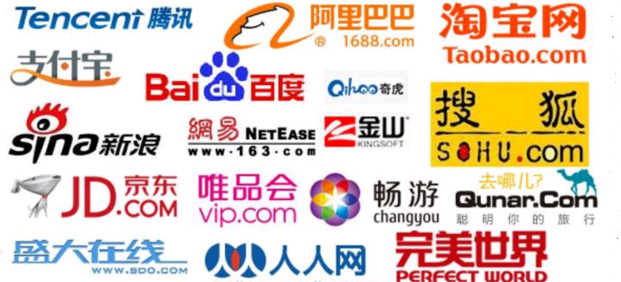 Tencent 腾讯
阿里巴巴
® 1688.com
淘宝网
Taobao.com
支付宝
Bai du 百度
Qihoo 奇虎
sina 新浪
網易 NETEASE
www.163.com
金山
KINGSOFT
搜 狐
SOHU.com
JD 京东
.COM
唯品会
vip.com
畅游
changyou
去哪儿?
Qunar.Com
聪明你的旅行
盛大在线
WWW.SDO.COM
人人网
完美世界
PERFECT WORLD